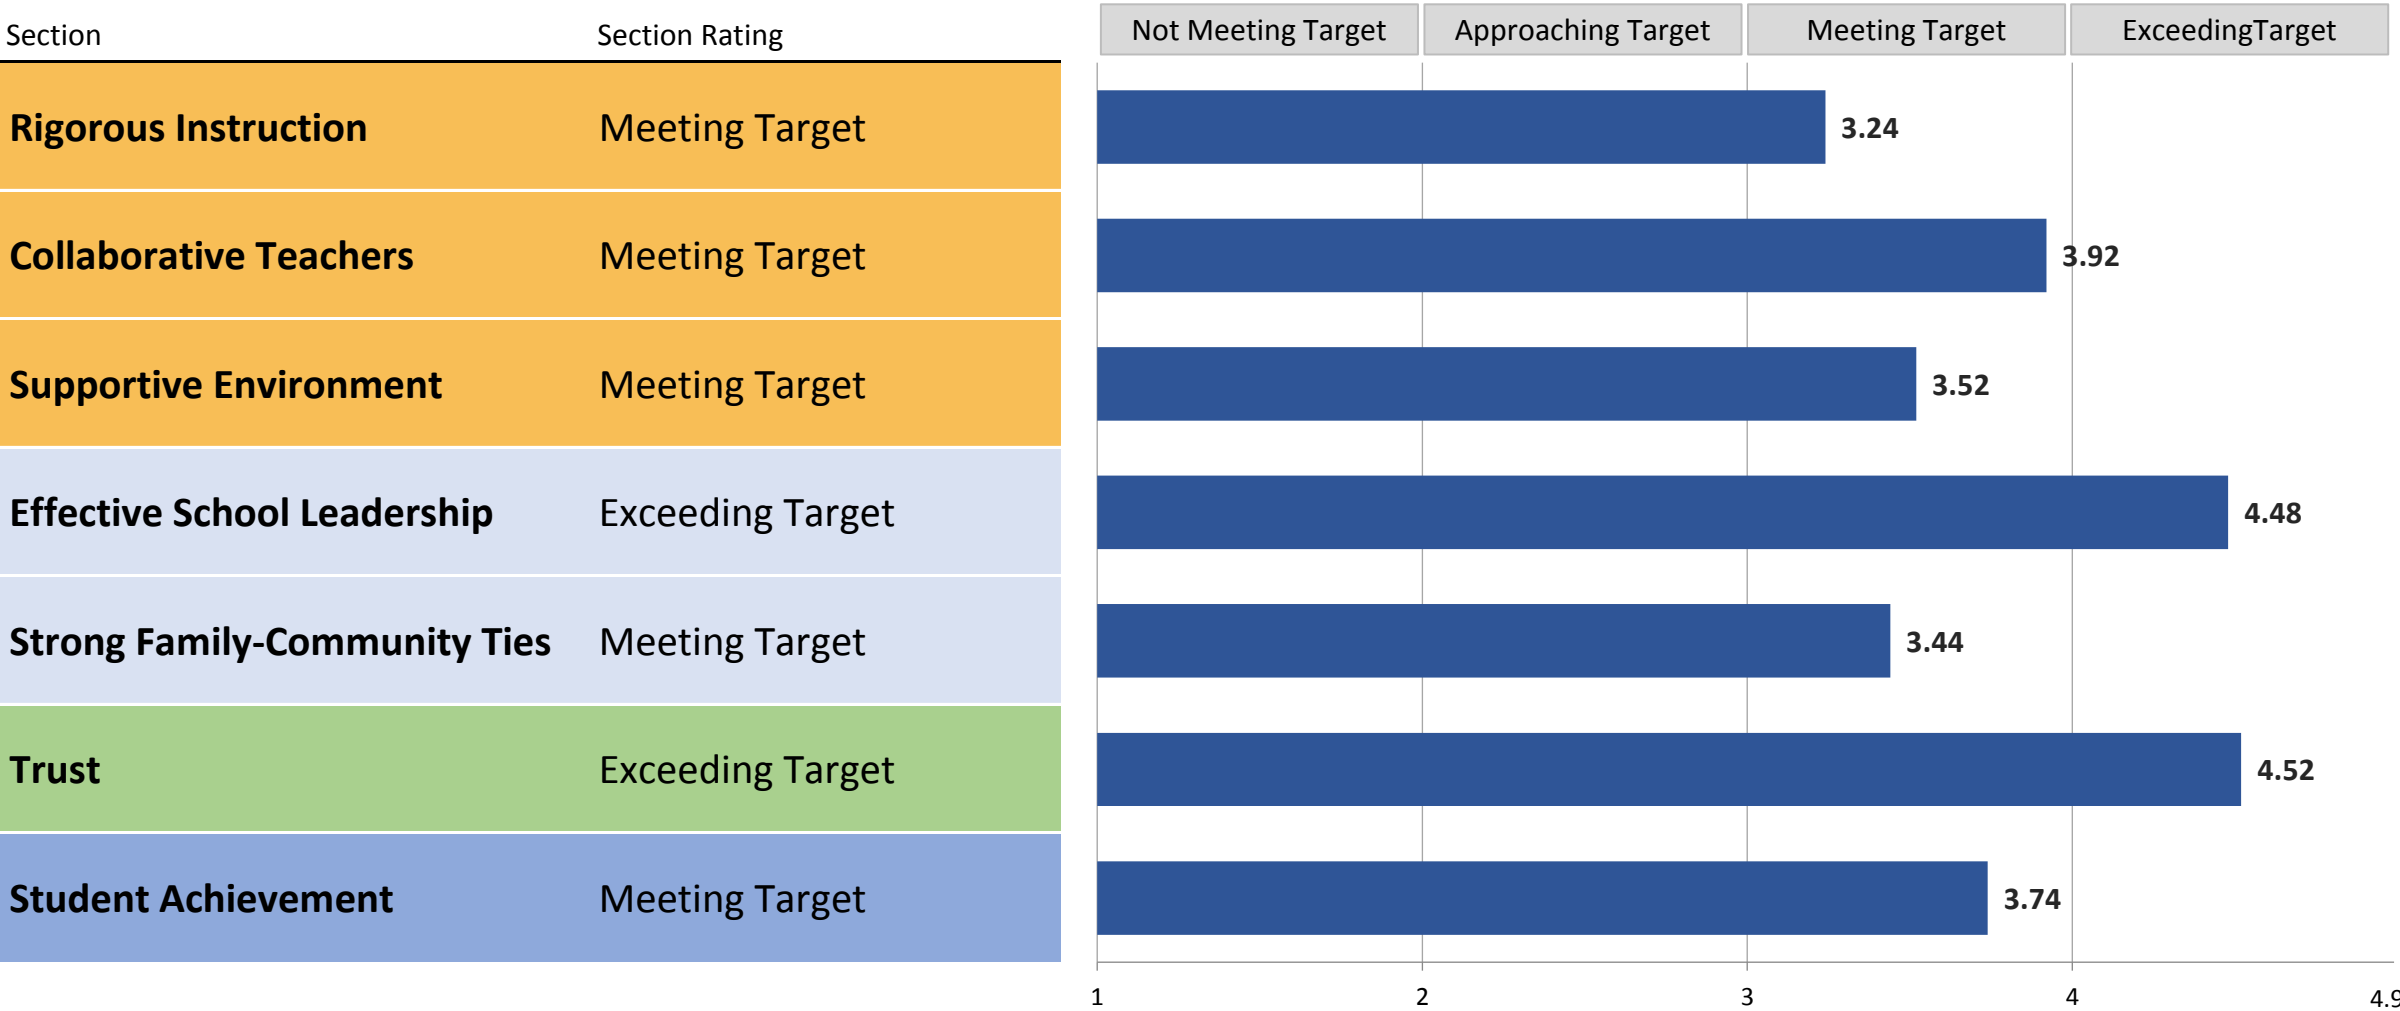 Section Section Rating Not Meeting Target Approaching Target Meeting Target ExceedingTarget
Rigorous Instruction Meeting Target 3.24
Collaborative Teachers Meeting Target 3.92
Supportive Environment Meeting Target 3.52
Effective School Leadership Exceeding Target 4.48
Strong Family-Community Ties Meeting Target 3.44
Trust Exceeding Target 4.52
Student Achievement Meeting Target 3.74
1 2 3 4 4.9